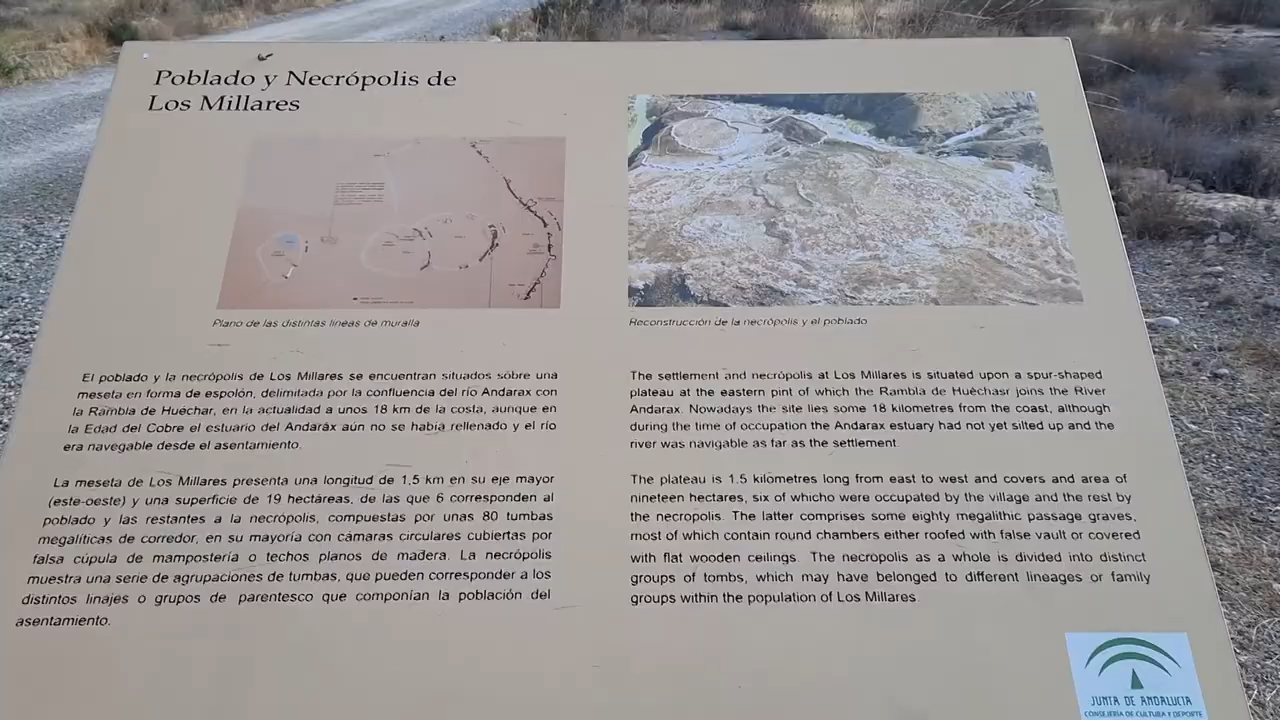 Poblado y Necrópolis de
Los Millares
Plano de las distintas líneas de muralla
Reconstrucción de la necrópolis y el poblado
El poblado y la necrópolis de Los Millares se encuentran situados sobre una
meseta en forma de espolón, delimitada por la confluencia del río Andarax con
la Rambla de Huéchar, en la actualidad a unos 18 km de la costa, aunque en
la Edad del Cobre el estuario del Andarax aún no se había rellenado y el río
era navegable desde el asentamiento.
La meseta de Los Millares presenta una longitud de 1,5 km en su eje mayor
(este-oeste) y una superficie de 19 hectáreas, de las que 6 corresponden al
poblado y las restantes a la necrópolis, compuestas por unas 80 tumbas
megalíticas de corredor, en su mayoría con cámaras circulares cubiertas por
falsa cúpula de mampostería o techos planos de madera. La necrópolis
muestra una serie de agrupaciones de tumbas, que pueden corresponder a los
distintos linajes o grupos de parentesco que componían la población del
asentamiento.
The settlement and necrópolis at Los Millares is situated upon a spur-shaped
plateau at the eastern pint of which the Rambla de Huéchasr joins the River
Andarax. Nowadays the site lies some 18 kilometres from the coast, although
during the time of occupation the Andarax estuary had not yet silted up and the
river was navigable as far as the settlement.
The plateau is 1.5 kilómetres long from east to west and covers and area of
nineteen hectares, six of whicho were occupated by the village and the rest by
the necropolis. The latter comprises some eighty megalithic passage graves,
most of which contain round chambers either roofed with false vault or covered
with flat wooden ceilings. The necropolis as a whole is divided into distinct
groups of tombs, which may have belonged to different lineages or family
groups within the population of Los Millares.
JUNTA DE ANDALUCIA
CONSEJERIA DE CULTURA Y DEPORTE